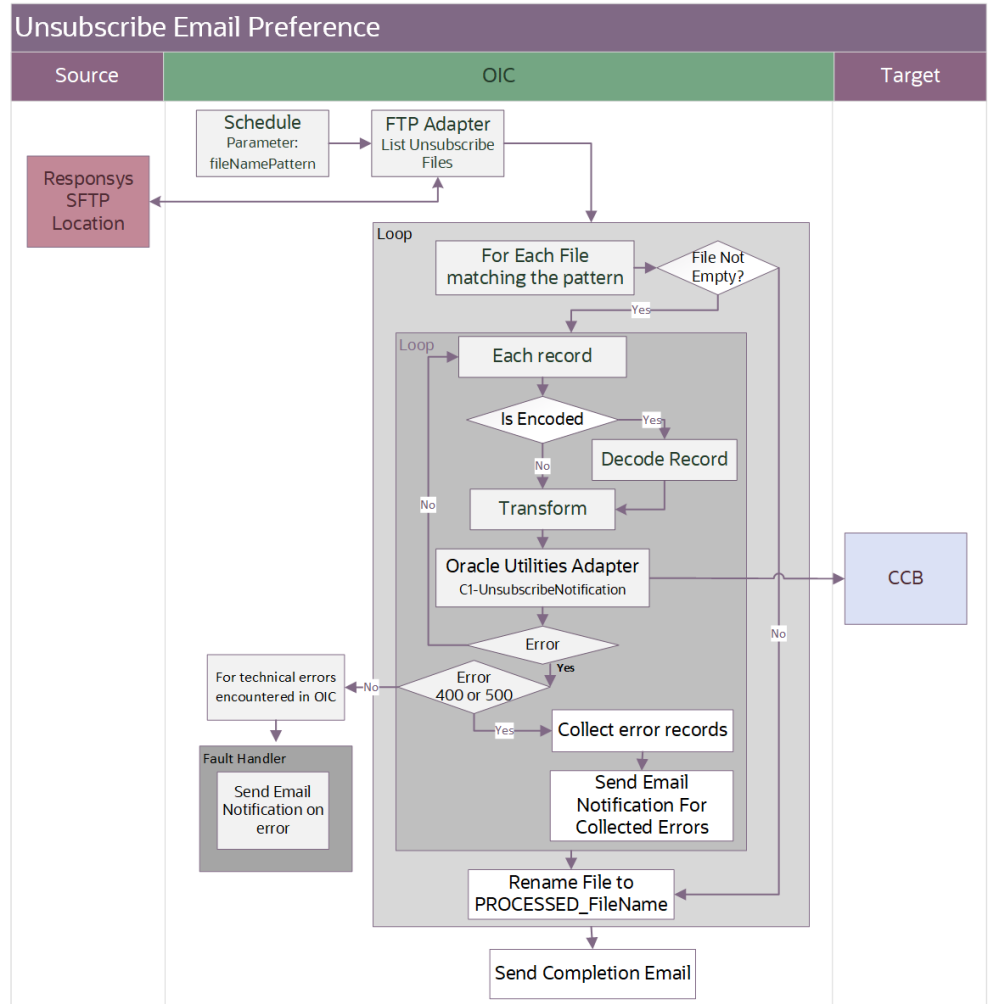 Unsubscribe Email Preference
Source
OIC
Target
Schedule
Parameter:
fileNamePattern
FTP Adapter
List Unsubscribe
Files
Responsys
SFTP
Location
Loop
For Each File
matching the pattern
File Not
Empty?
Yes
Loop
Each record
Is Encoded
Yes
Decode Record
No
Transform
No
Oracle Utilities Adapter
C1-UnsubscribeNotification
CCB
No
Error
Yes
For technical errors
encountered in OIC
No
Error
400 or 500
Yes
Collect error records
Fault Handler
Send Email
Notification on
error
Send Email
Notification For
Collected Errors
Rename File to
PROCESSED_FileName
Send Completion Email